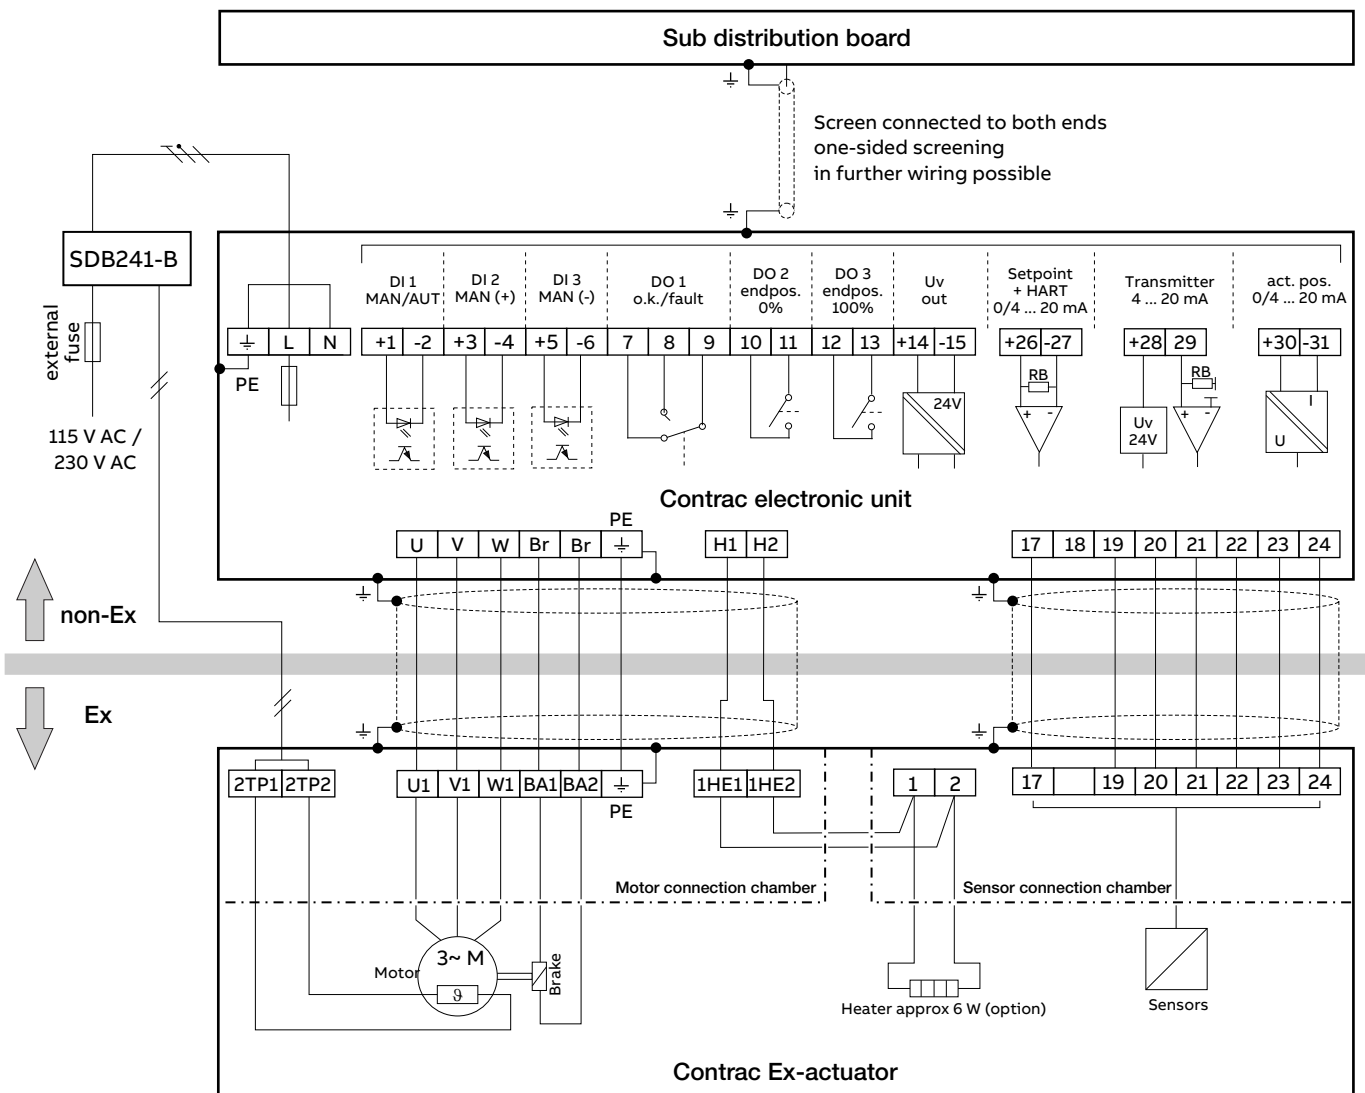 Sub distribution board
Screen connected to both ends
one-sided screening
in further wiring possible
SDB241-B
external
fuse
115 V AC /
230 V AC
DI 1
MAN/AUT
DI 2
MAN (+)
DI 3
MAN (-)
DO 1
o.k./fault
DO 2
endpos.
0%
DO 3
endpos.
100%
Uv
out
Setpoint
+ HART
0/4 ... 20 mA
Transmitter
4 ... 20 mA
act. pos.
0/4 ... 20 mA
L N
+1 -2 +3 -4 +5 -6 7 8 9 10 11 12 13 +14 -15 +26 -27 +28 29 +30 -31
PE
RB
RB
24V
+ -
Uv
24V
+ -
I
U
Contrac electronic unit
PE
U V W Br Br
H1 H2
17 18 19 20 21 22 23 24
non-Ex
Ex
2TP1 2TP2
U1 V1 W1 BA1 BA2
PE
1HE1 1HE2
1 2
17 19 20 21 22 23 24
Motor connection chamber
Sensor connection chamber
3~ M
Motor
ϑ
Brake
Heater approx 6 W (option)
Sensors
Contrac Ex-actuator